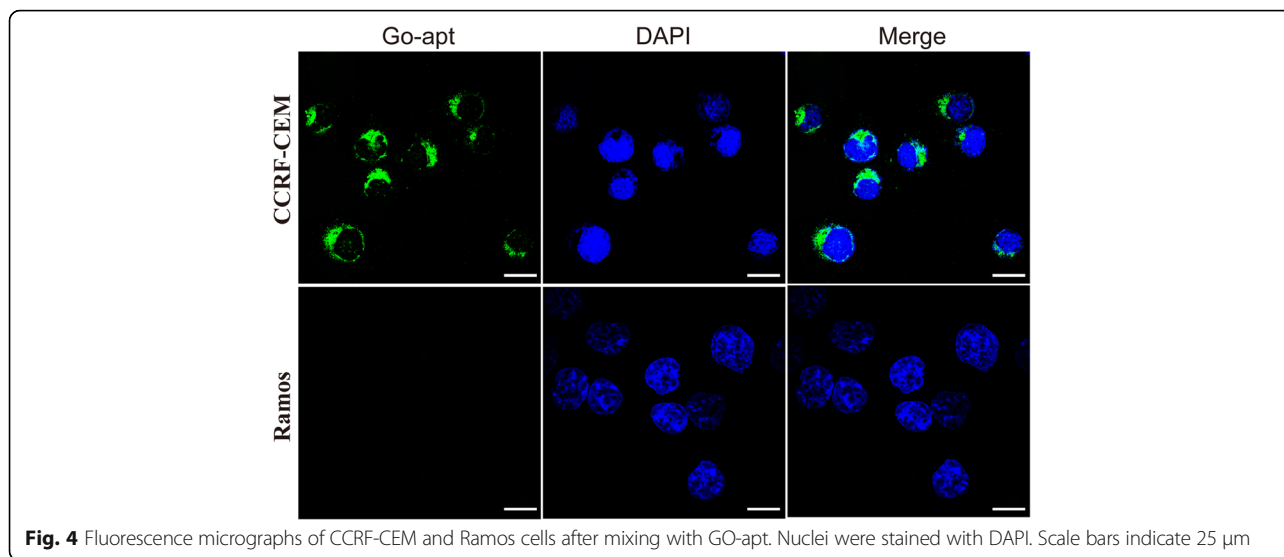 Go-apt DAPI Merge
CCRF-CEM
Ramos
Fig. 4 Fluorescence micrographs of CCRF-CEM and Ramos cells after mixing with GO-apt. Nuclei were stained with DAPI. Scale bars indicate 25 μm